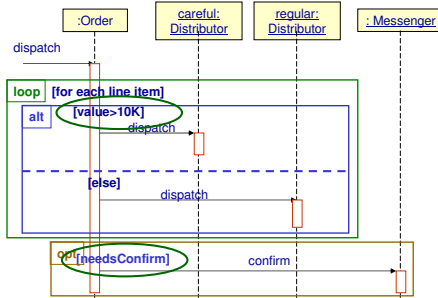 :Order
careful:
Distributor
regular:
Distributor
: Messenger
dispatch
loop [for each line item]
alt [value>10K]
dispatch
[else]
dispatch
opt [needsConfirm]
confirm